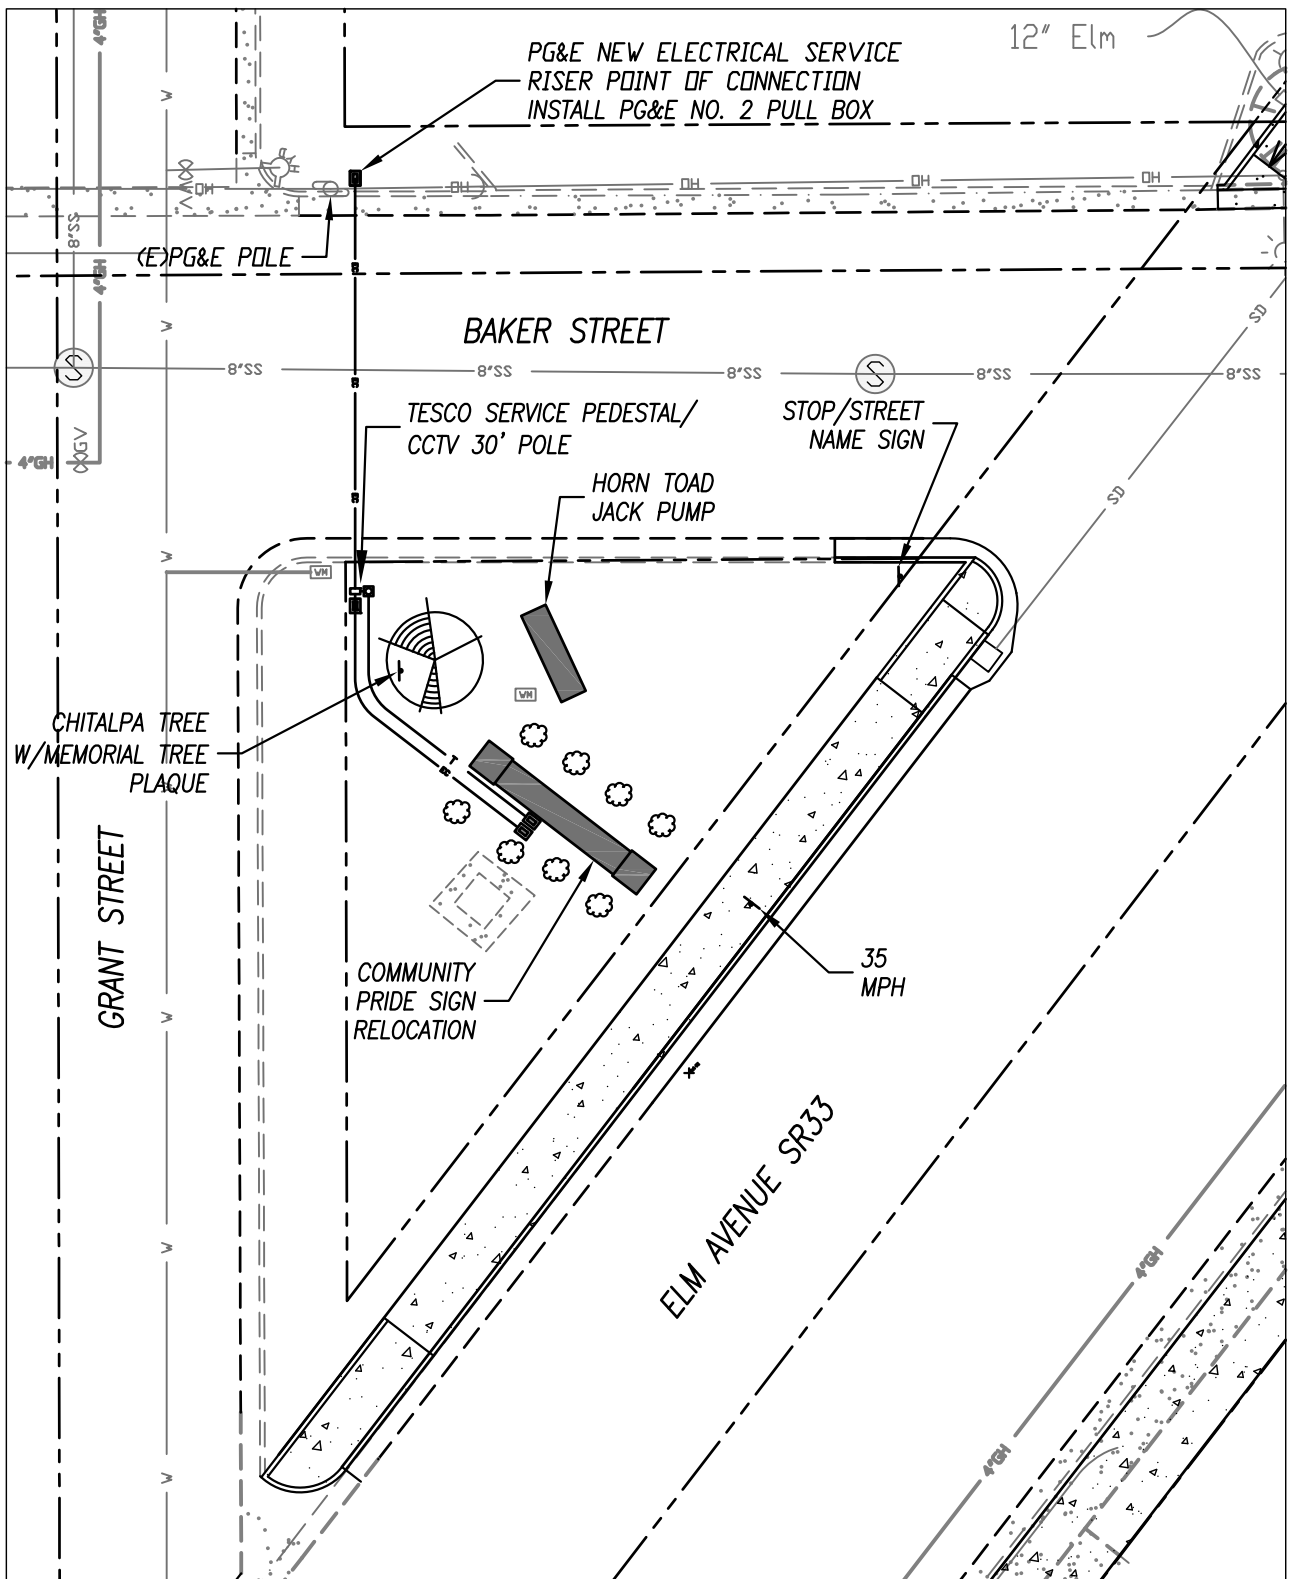 12" Elm
PG&E NEW ELECTRICAL SERVICE
RISER POINT OF CONNECTION
INSTALL PG&E NO. 2 PULL BOX
4"GH
W
OH
OH
OH
OH
OH
8"SS
(E)PG&E POLE
4"GH
W
BAKER STREET
SD
S
8"SS
8"SS
8"SS
S
8"SS
8"SS
TESCO SERVICE PEDESTAL/
CCTV 30' POLE
STOP/STREET
NAME SIGN
4"GH
GV
HORN TOAD
JACK PUMP
SD
W
WM
WM
CHITALPA TREE
W/MEMORIAL TREE
PLAQUE
GRANT STREET
COMMUNITY
PRIDE SIGN
RELOCATION
35
MPH
W
ELM AVENUE SR33
W
4"GH
4"GH
W